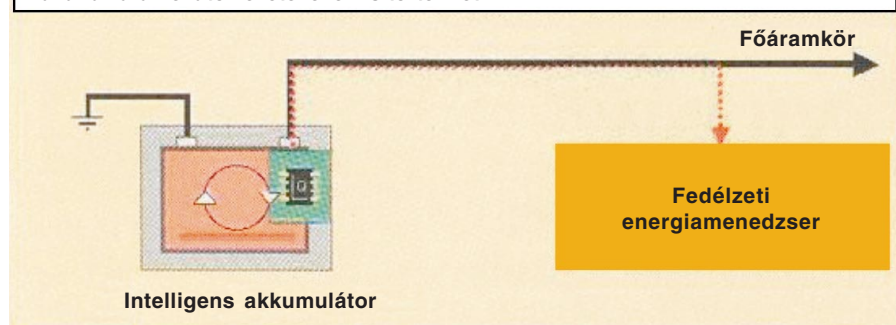 Főáramkör
Fedélzeti
energiamenedzser
Intelligens akkumulátor